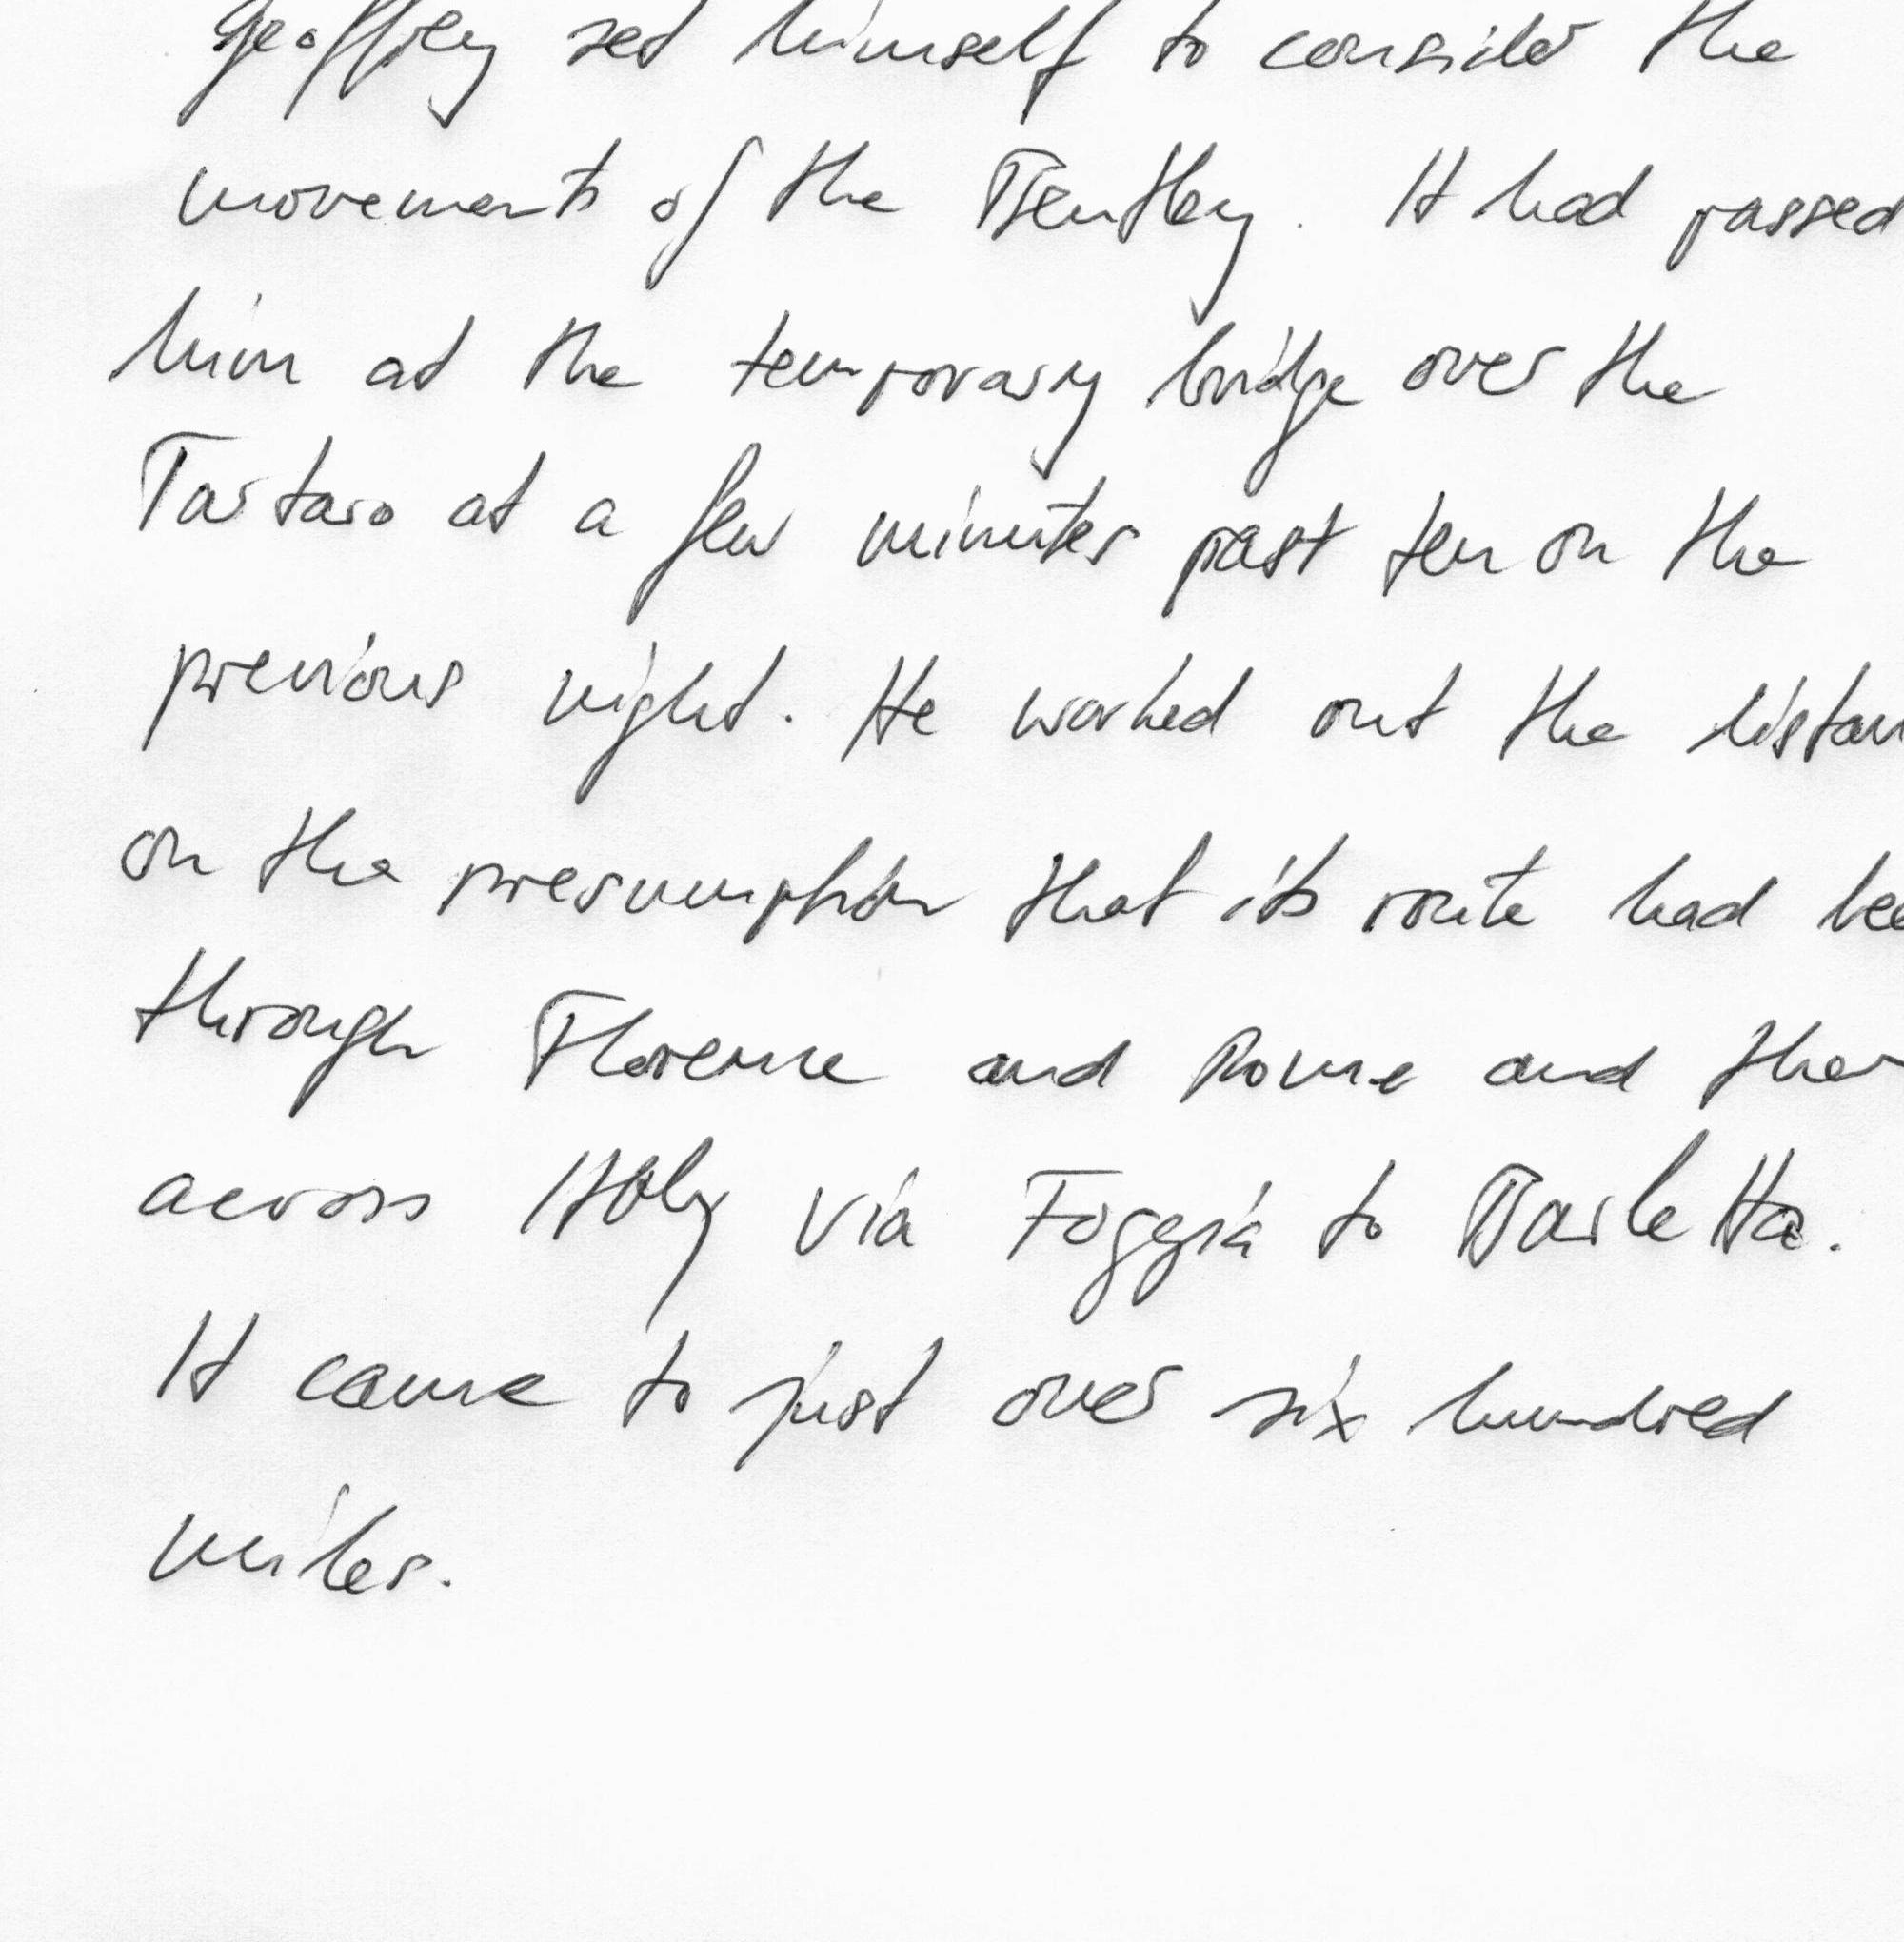 Geoffrey set himself to consider the
movements of the Bentley. It had passed
him at the temporary bridge over the
Tartaro at a few minutes past ten on the
previous night. He worked out the distan
on the presumption that its route had bee
through Florence and Rome and then
across Italy via Foggia to Barletta.
It came to just over six hundred
miles.